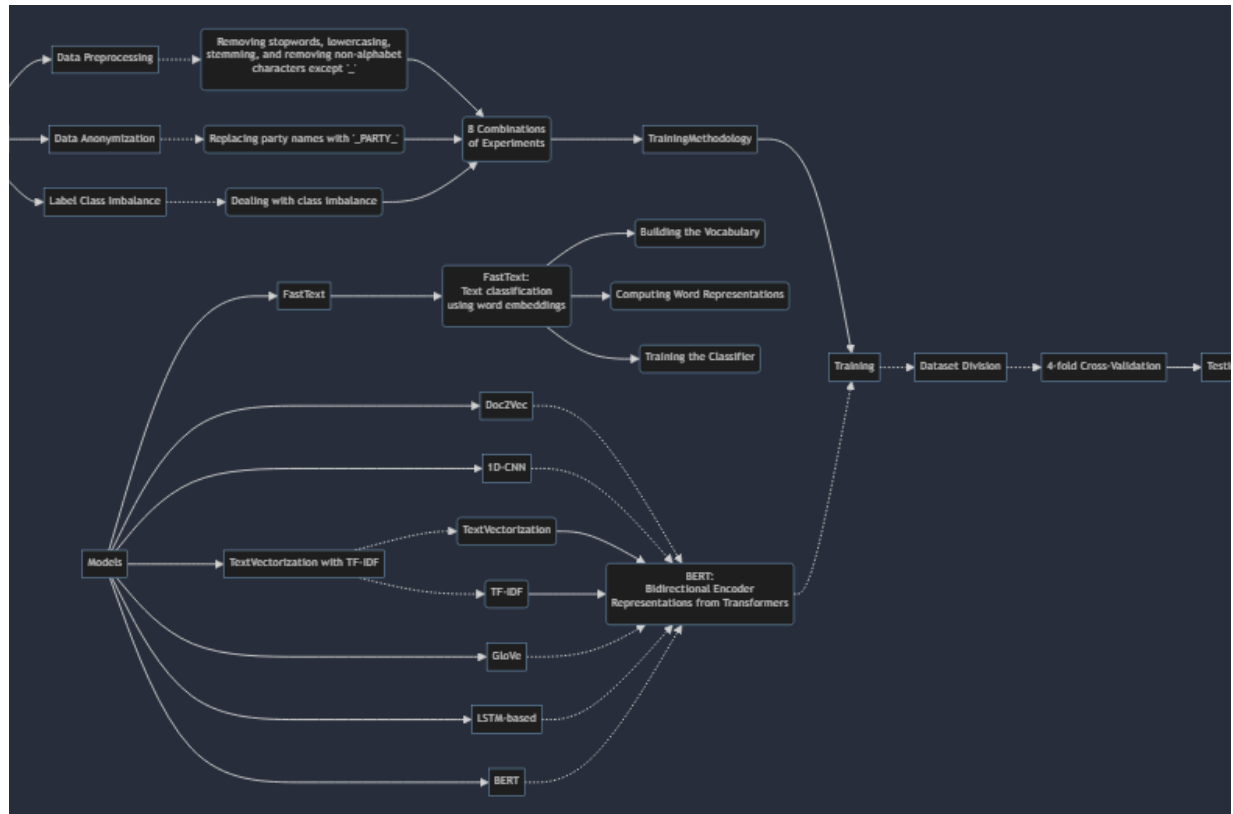 Data Preprocessing
Removing stopwords, lowercasing,
stemming, and removing non-alphabet
characters except '_'
Data Anonymization
Replacing party names with '_PARTY_'
8 Combinations
of Experiments
TrainingMethodology
Label Class Imbalance
Dealing with class imbalance
Building the Vocabulary
FastText
FastText:
Text classification
using word embeddings
Computing Word Representations
Training the Classifier
Training
Dataset Division
4-fold Cross-Validation
Testi
Doc2Vec
1D-CNN
TextVectorization
Models
TextVectorization with TF-IDF
BERT:
Bidirectional Encoder
Representations from Transformers
TF-IDF
GloVe
LSTM-based
BERT